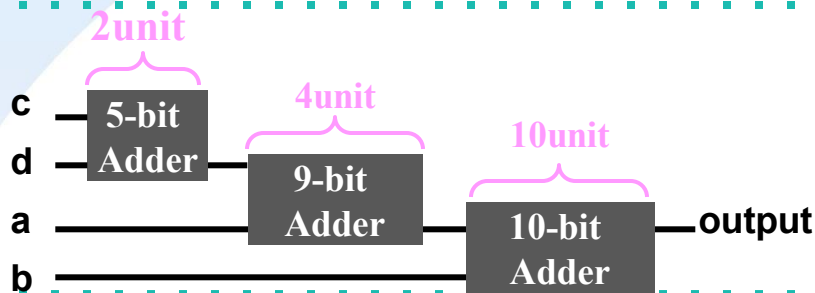 2unit
c
5-bit
Adder
4unit
d
9-bit
Adder
10unit
a
10-bit
Adder
output
b